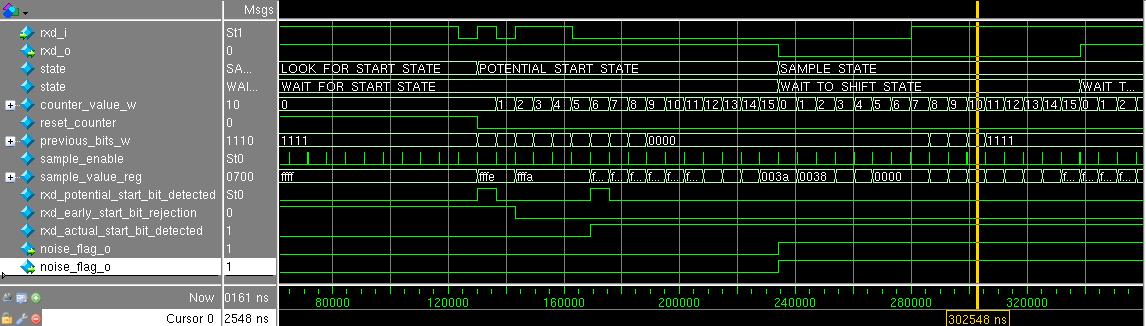 Msgs
rxd_i St1
rxd_o 0
state SA... LOOK FOR START STATE POTENTIAL START STATE SAMPLE STATE
state WAI... WAIT FOR START STATE WAIT TO SHIFT STATE WAIT T...
counter_value_w 10 0 1 2 3 4 5 6 7 8 9 10 11 12 13 14 15 0 1 2 3 4 5 6 7 8 9 10 11 12 13 14 15 0 1 2
reset_counter 0
previous_bits_w 1110 1111 0000 1111
sample_enable St0
sample_value_reg 0700 ffff fffe fffa f... f... f... f... f... f... 003a 0038 0000 f... f... f... f...
rxd_potential_start_bit_detected St0
rxd_early_start_bit_rejection 0
rxd_actual_start_bit_detected 1
noise_flag_o 1
noise_flag_o 1
Now 0161 ns 80000 120000 160000 200000 240000 280000 320000
Cursor 0 2548 ns 302548 ns